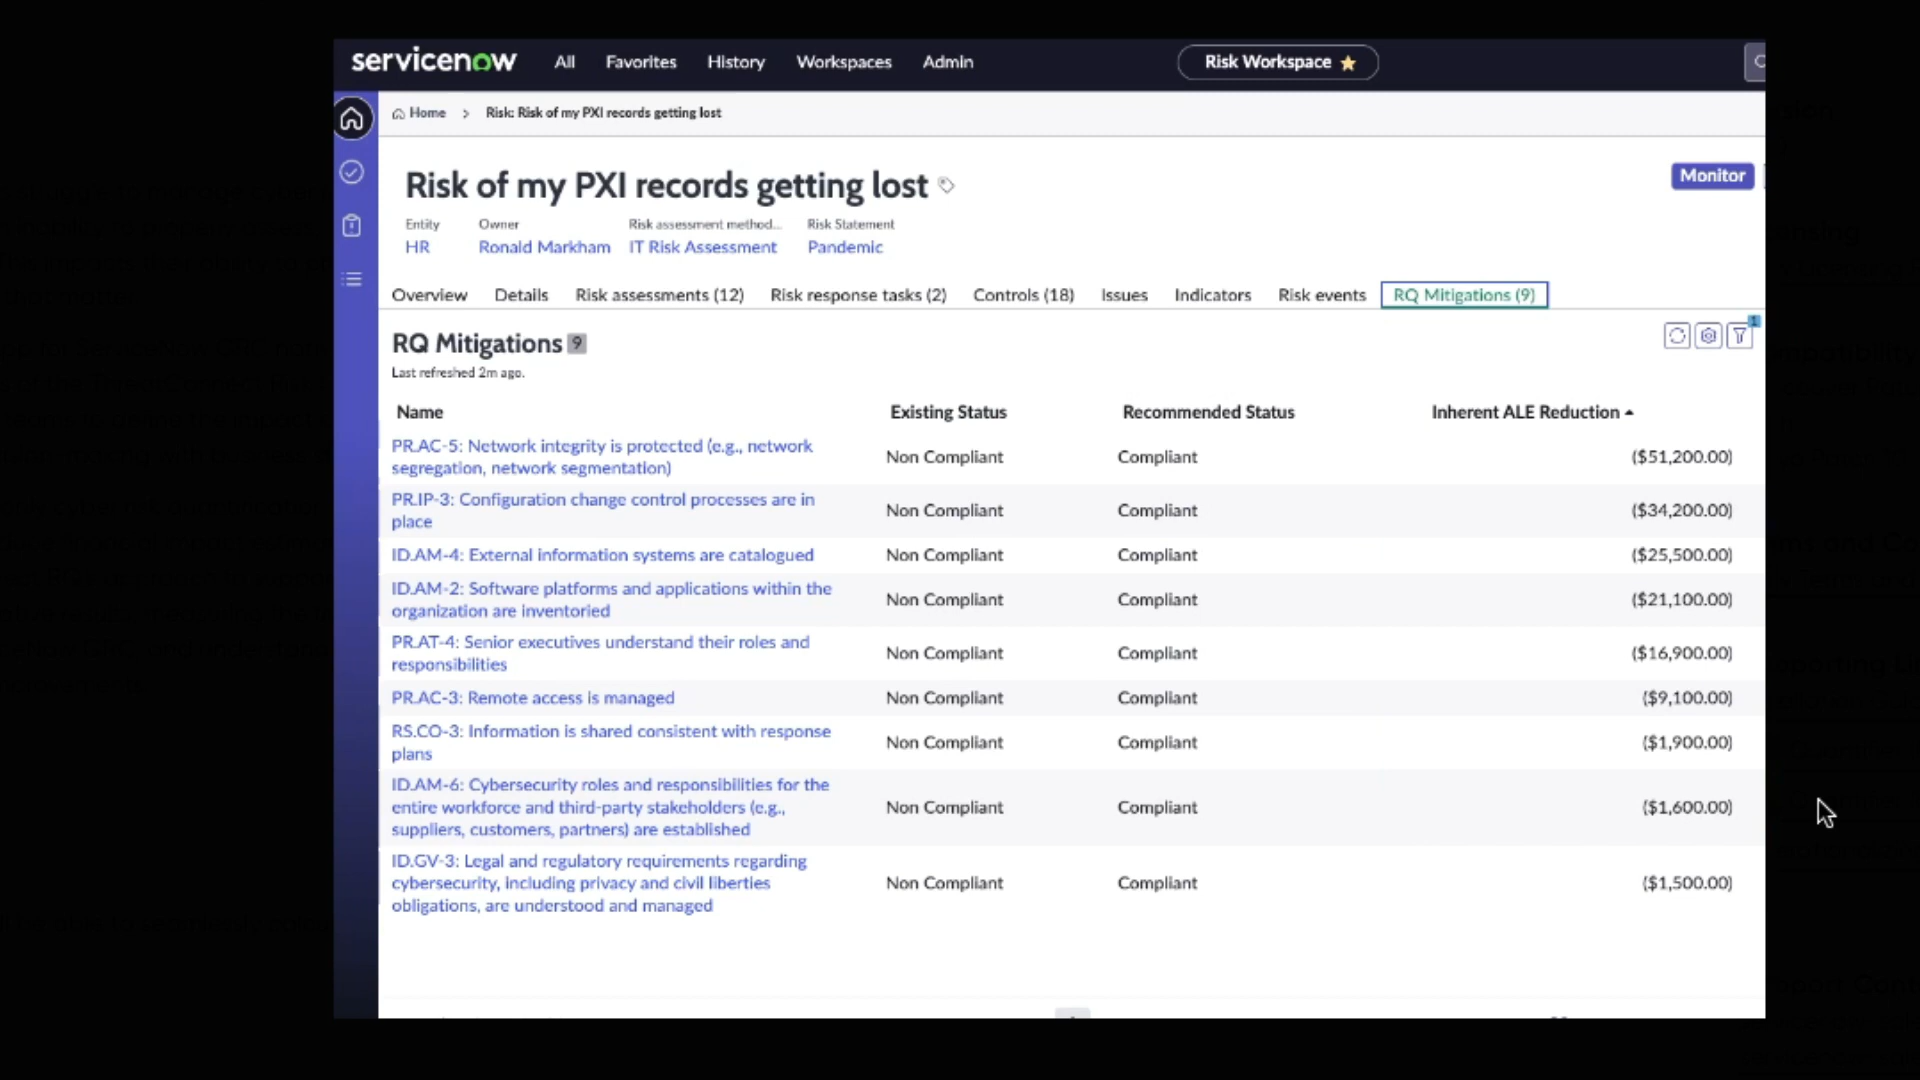 servicenow All Favorites History Workspaces Admin Risk Workspace
Home > Risk: Risk of my PXI records getting lost
Risk of my PXI records getting lost
Monitor
Entity Owner Risk assessment method... Risk Statement
HR Ronald Markham IT Risk Assessment Pandemic
Overview Details Risk assessments (12) Risk response tasks (2) Controls (18) Issues Indicators Risk events RQ Mitigations (9)
RQ Mitigations 9
1
Last refreshed 2m ago.
Name Existing Status Recommended Status Inherent ALE Reduction
PR.AC-5: Network integrity is protected (e.g., network
segregation, network segmentation)
Non Compliant Compliant ($51,200.00)
PR.IP-3: Configuration change control processes are in
place
Non Compliant Compliant ($34,200.00)
ID.AM-4: External information systems are catalogued Non Compliant Compliant ($25,500.00)
ID.AM-2: Software platforms and applications within the
organization are inventoried
Non Compliant Compliant ($21,100.00)
PR.AT-4: Senior executives understand their roles and
responsibilities
Non Compliant Compliant ($16,900.00)
PR.AC-3: Remote access is managed Non Compliant Compliant ($9,100.00)
RS.CO-3: Information is shared consistent with response
plans
Non Compliant Compliant ($1,900.00)
ID.AM-6: Cybersecurity roles and responsibilities for the
entire workforce and third-party stakeholders (e.g.,
suppliers, customers, partners) are established
Non Compliant Compliant ($1,600.00)
ID.GV-3: Legal and regulatory requirements regarding
cybersecurity, including privacy and civil liberties
obligations, are understood and managed
Non Compliant Compliant ($1,500.00)